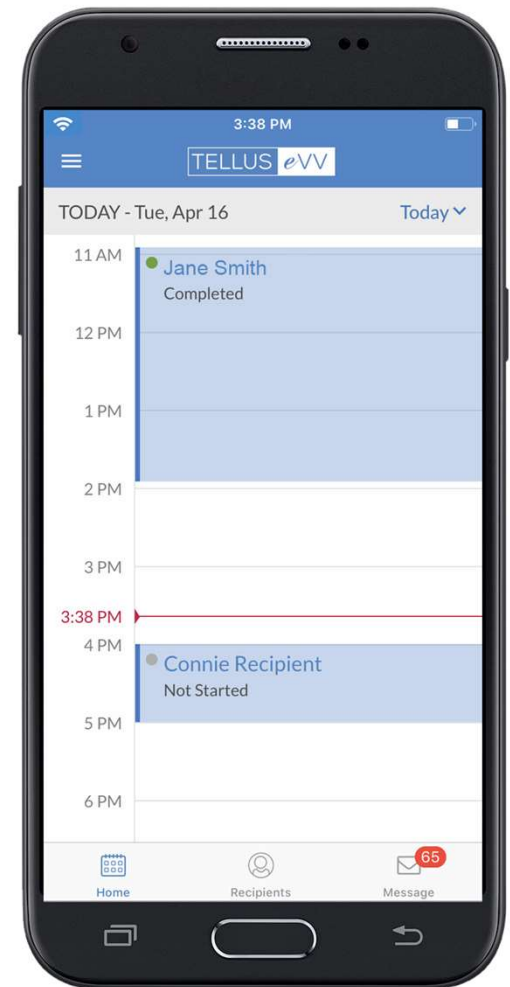 3:38 PM
TELLUS eVV
TODAY - Tue, Apr 16
Today
11 AM
Jane Smith
Completed
12 PM
1 PM
2 PM
3 PM
3:38 PM
4 PM
Connie Recipient
Not Started
5 PM
6 PM
65
Home
Recipients
Message